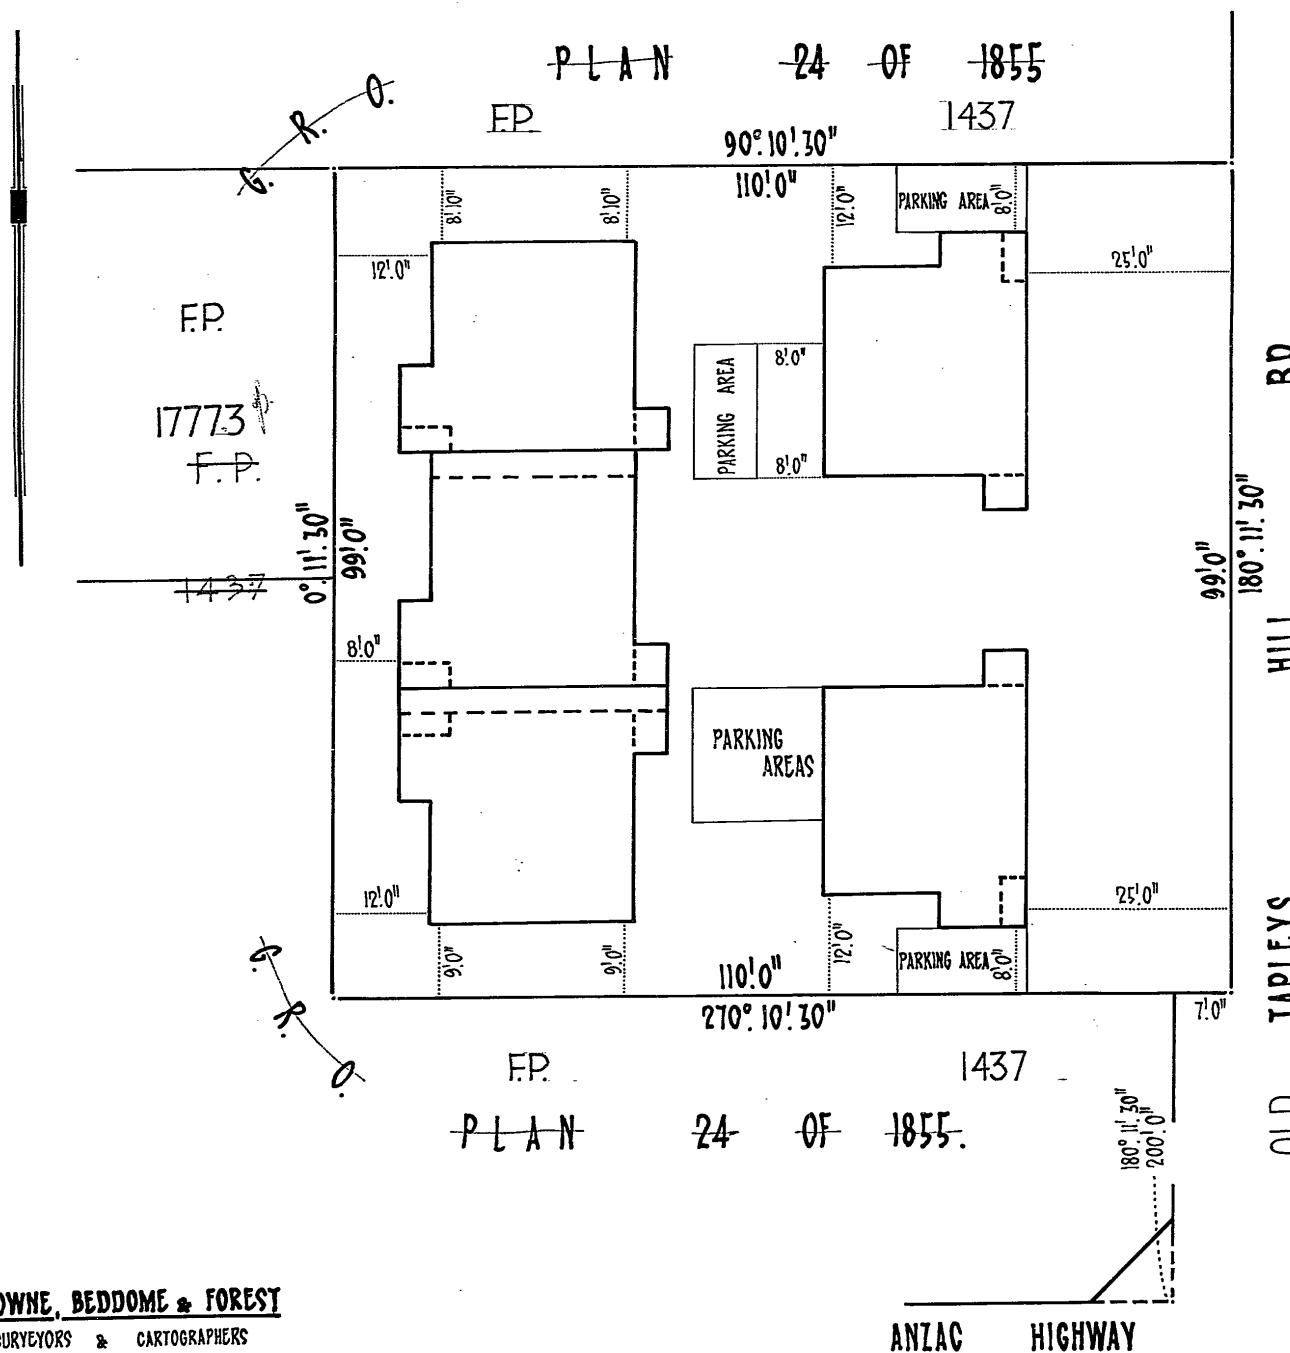 PLAN 24 OF 1855
G. R. O.
F.P. 1437
90°.10'.30"
110'.0"
8'.10"
8'.10"
12'.0"
PARKING AREA
8'.0"
12'.0"
25'.0"
F.P.
17773
F. P.
1437
PARKING AREA
8'.0"
8'.0"
0°.11'.30"
99'.0"
99'.0"
180°.11'.30"
8'.0"
PARKING
AREAS
12'.0"
25'.0"
9'.0"
9'.0"
12'.0"
PARKING AREA
8'.0"
110'.0"
270°.10'.30"
7'.0"
G. R. O.
F.P. 1437
PLAN 24 OF 1855.
180°.11'.30"
200'.0"
OLD TAPLEYS HILL RD
OWNE, BEDDOME & FOREST
SURVEYORS & CARTOGRAPHERS
ANZAC HIGHWAY